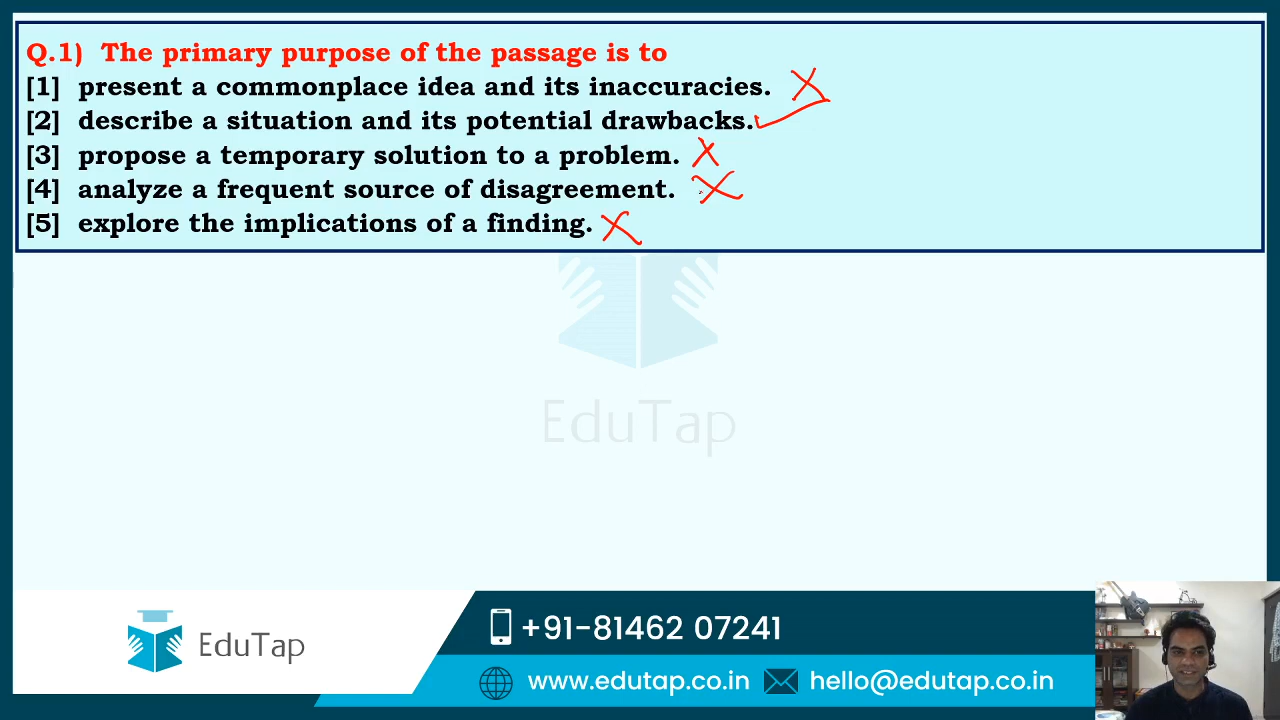 Q.1) The primary purpose of the passage is to
[1] present a commonplace idea and its inaccuracies.
[2] describe a situation and its potential drawbacks.
[3] propose a temporary solution to a problem.
[4] analyze a frequent source of disagreement.
[5] explore the implications of a finding.
EduTap
EduTap
+91-81462 07241
www.edutap.co.in hello@edutap.co.in